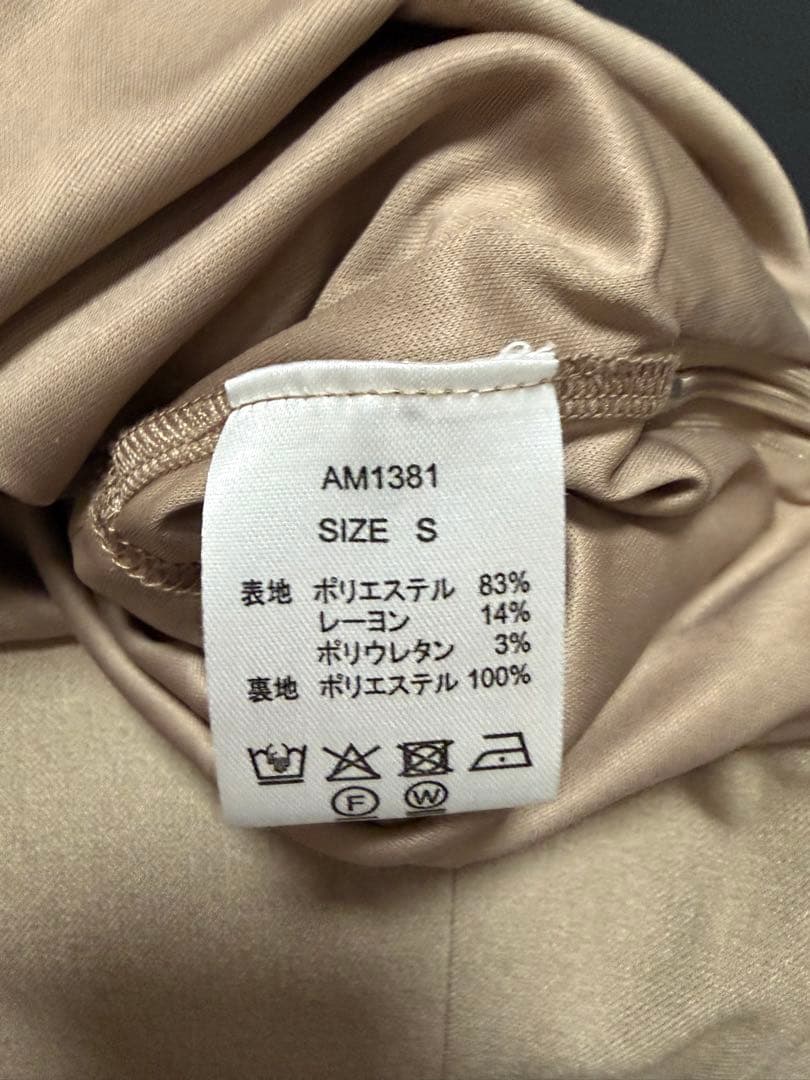 AM1381
SIZE S
表地 ポリエステル 83%
レーヨン 14%
ポリウレタン 3%
裏地 ポリエステル 100%
F W